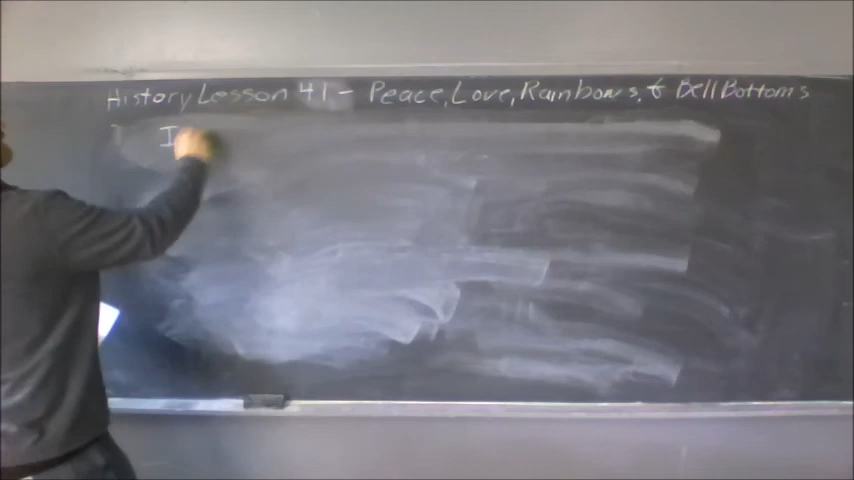 History Lesson 41 - Peace, Love, Rainbows, & Bell Bottoms
I